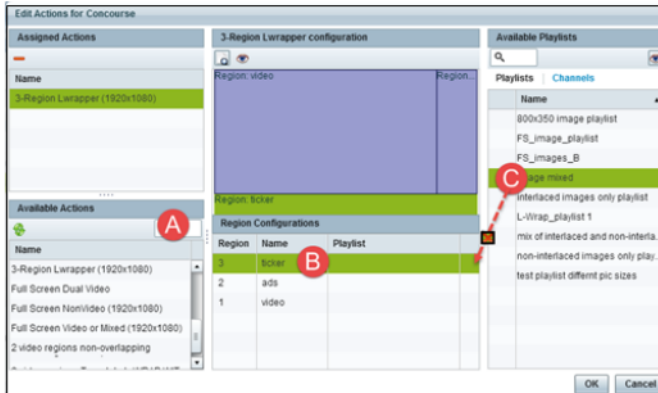 Edit Actions for Concourse
Assigned Actions
Name
3-Region Lwrapper (1920x1080)
Available Actions
A
Name
3-Region Lwrapper (1920x1080)
Full Screen Dual Video
Full Screen NonVideo (1920x1080)
Full Screen Video or Mixed (1920x1080)
2 video regions non-overlapping
3-Region Lwrapper configuration
Region: video
Region...
Region: ticker
Region Configurations
Region Name Playlist
3 ticker B
2 ads
1 video
Available Playlists
Playlists Channels
Name
800x350 image playlist
FS_image_playlist
FS_images_B
C mixed
interlaced images only playlist
L-Wrap_playlist 1
mix of interlaced and non-interla..
non-interlaced images only play..
test playlist differnt pic sizes
OK Cancel